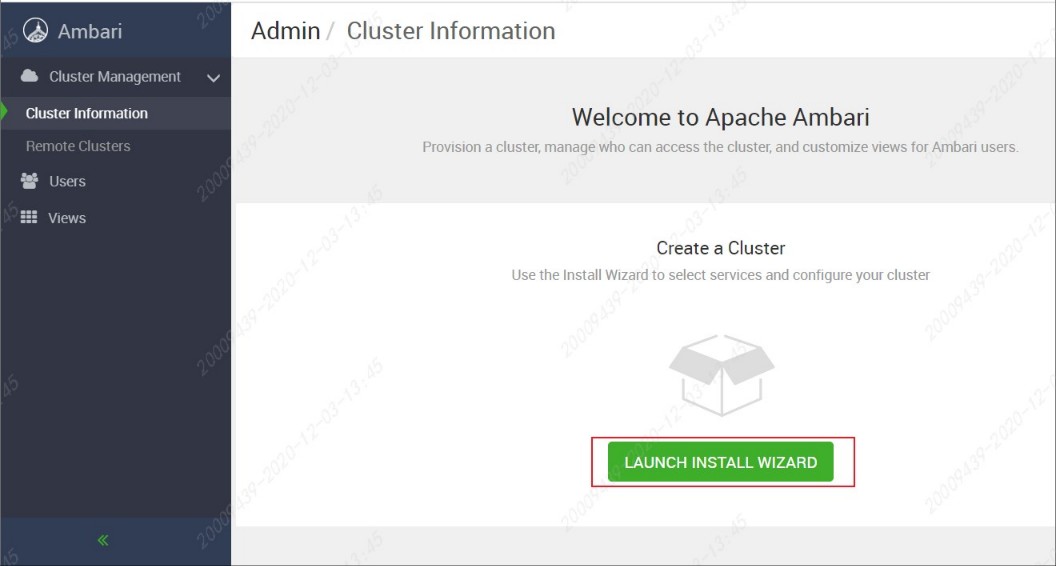 Ambari
Admin / Cluster Information
Cluster Management
Cluster Information
Remote Clusters
Users
Views
Welcome to Apache Ambari
Provision a cluster, manage who can access the cluster, and customize views for Ambari users.
Create a Cluster
Use the Install Wizard to select services and configure your cluster
LAUNCH INSTALL WIZARD
20009439-2020-12-03-13:45